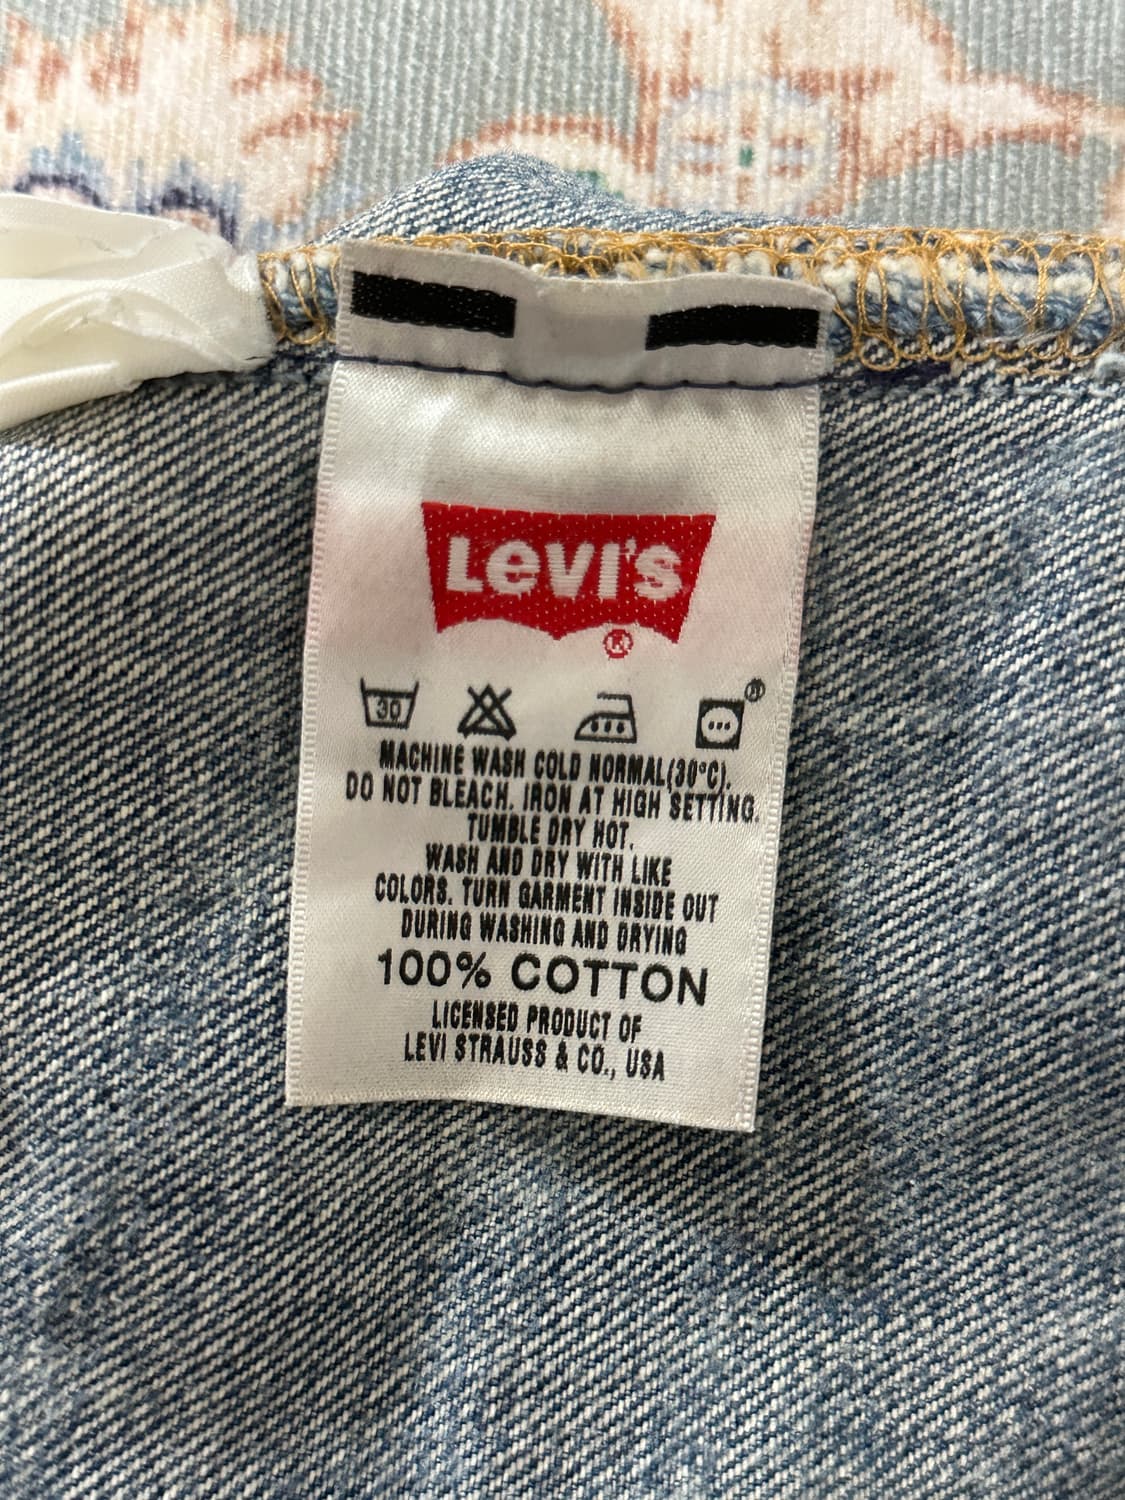 LEVI'S
®
30
MACHINE WASH COLD NORMAL(30°C).
DO NOT BLEACH. IRON AT HIGH SETTING.
TUMBLE DRY HOT.
WASH AND DRY WITH LIKE
COLORS. TURN GARMENT INSIDE OUT
DURING WASHING AND DRYING
100% COTTON
LICENSED PRODUCT OF
LEVI STRAUSS & CO., USA